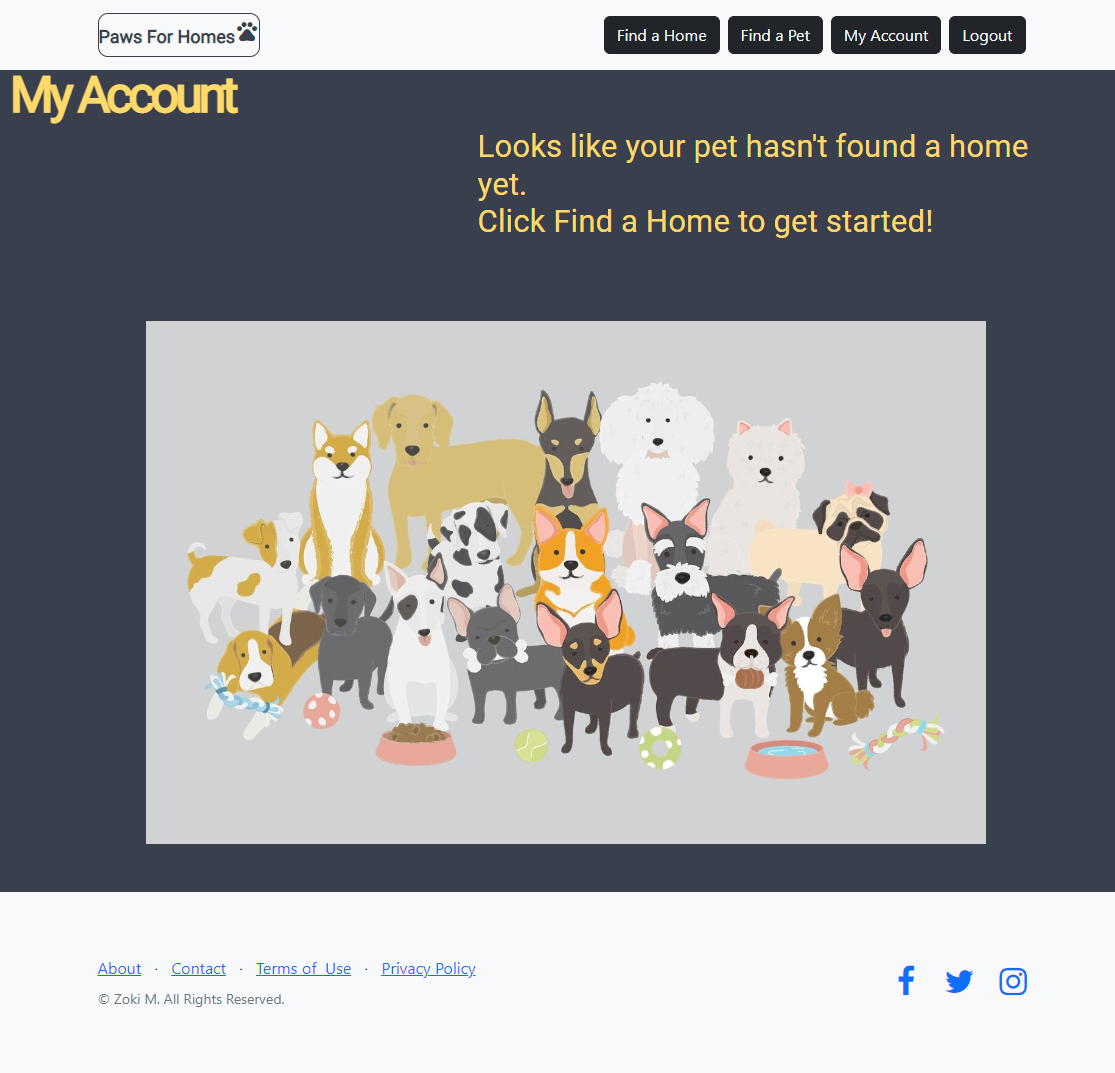 Paws For Homes
Find a Home
Find a Pet
My Account
Logout
My Account
Looks like your pet hasn't found a home
yet.
Click Find a Home to get started!
About · Contact · Terms of Use · Privacy Policy
© Zoki M. All Rights Reserved.